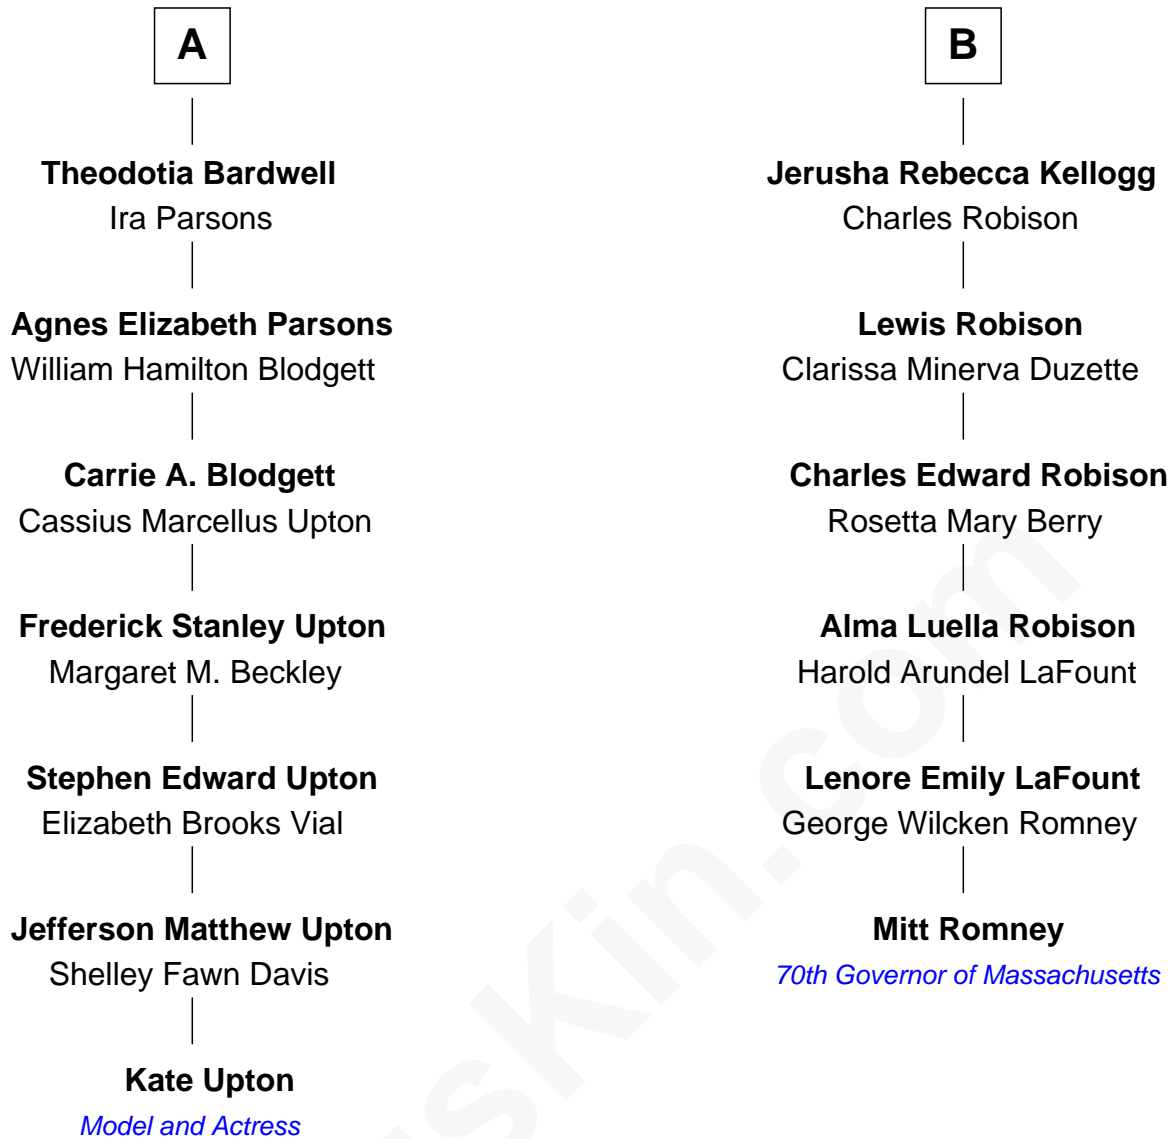 A
Theodotia Bardwell
Ira Parsons
Agnes Elizabeth Parsons
William Hamilton Blodgett
Carrie A. Blodgett
Cassius Marcellus Upton
Frederick Stanley Upton
Margaret M. Beckley
Stephen Edward Upton
Elizabeth Brooks Vial
Jefferson Matthew Upton
Shelley Fawn Davis
Kate Upton
Model and Actress
B
Jerusha Rebecca Kellogg
Charles Robison
Lewis Robison
Clarissa Minerva Duzette
Charles Edward Robison
Rosetta Mary Berry
Alma Luella Robison
Harold Arundel LaFount
Lenore Emily LaFount
George Wilcken Romney
Mitt Romney
70th Governor of Massachusetts
sKin.com